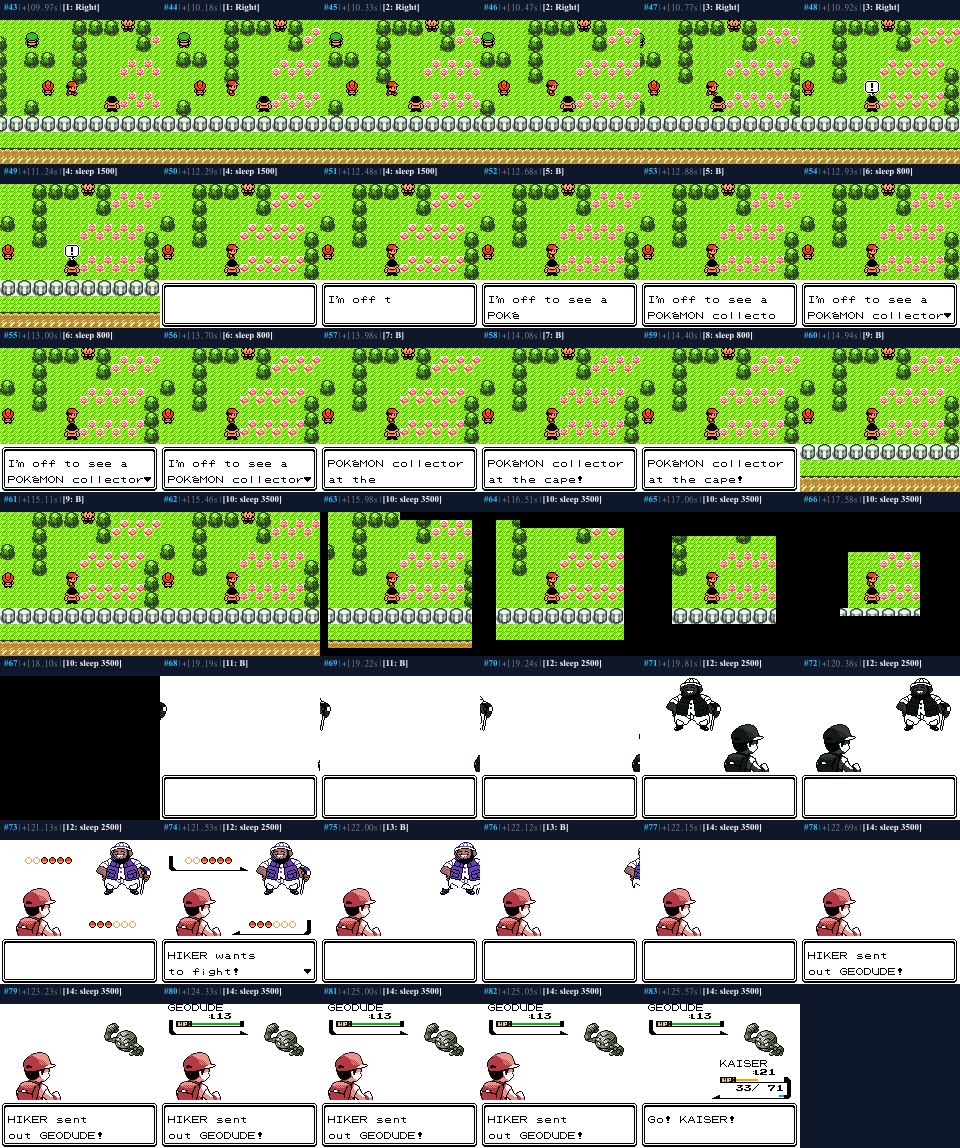 #43|+109.97s|[1: Right]
#44|+110.18s|[1: Right]
#45|+110.33s|[2: Right]
#46|+110.47s|[2: Right]
#47|+110.77s|[3: Right]
#48|+110.92s|[3: Right]
!
#49|+111.24s|[4: sleep 1500]
#50|+112.29s|[4: sleep 1500]
#51|+112.48s|[4: sleep 1500]
#52|+112.68s|[5: B]
#53|+112.88s|[5: B]
#54|+112.93s|[6: sleep 800]
!
I'm off t
I'm off to see a
POKé
I'm off to see a
POKéMON collecto
I'm off to see a
POKéMON collector▼
#55|+113.00s|[6: sleep 800]
#56|+113.70s|[6: sleep 800]
#57|+113.98s|[7: B]
#58|+114.08s|[7: B]
#59|+114.40s|[8: sleep 800]
#60|+114.94s|[9: B]
I'm off to see a
POKéMON collector▼
I'm off to see a
POKéMON collector▼
POKéMON collector
at the
POKéMON collector
at the cape!
POKéMON collector
at the cape!
#61|+115.11s|[9: B]
#62|+115.46s|[10: sleep 3500]
#63|+115.98s|[10: sleep 3500]
#64|+116.51s|[10: sleep 3500]
#65|+117.06s|[10: sleep 3500]
#66|+117.58s|[10: sleep 3500]
#67|+118.10s|[10: sleep 3500]
#68|+119.19s|[11: B]
#69|+119.22s|[11: B]
#70|+119.24s|[12: sleep 2500]
#71|+119.81s|[12: sleep 2500]
#72|+120.38s|[12: sleep 2500]
#73|+121.13s|[12: sleep 2500]
#74|+121.53s|[12: sleep 2500]
#75|+122.00s|[13: B]
#76|+122.12s|[13: B]
#77|+122.15s|[14: sleep 3500]
#78|+122.69s|[14: sleep 3500]
HIKER wants
to fight! ▼
HIKER sent
out GEODUDE!
#79|+123.23s|[14: sleep 3500]
#80|+124.33s|[14: sleep 3500]
#81|+125.00s|[14: sleep 3500]
#82|+125.05s|[14: sleep 3500]
#83|+125.57s|[14: sleep 3500]
HIKER sent
out GEODUDE!
GEODUDE
:L13
HP:
HIKER sent
out GEODUDE!
GEODUDE
:L13
HP:
HIKER sent
out GEODUDE!
GEODUDE
:L13
HP:
HIKER sent
out GEODUDE!
GEODUDE
:L13
HP:
KAISER
:L21
HP:
33/ 71
Go! KAISER!